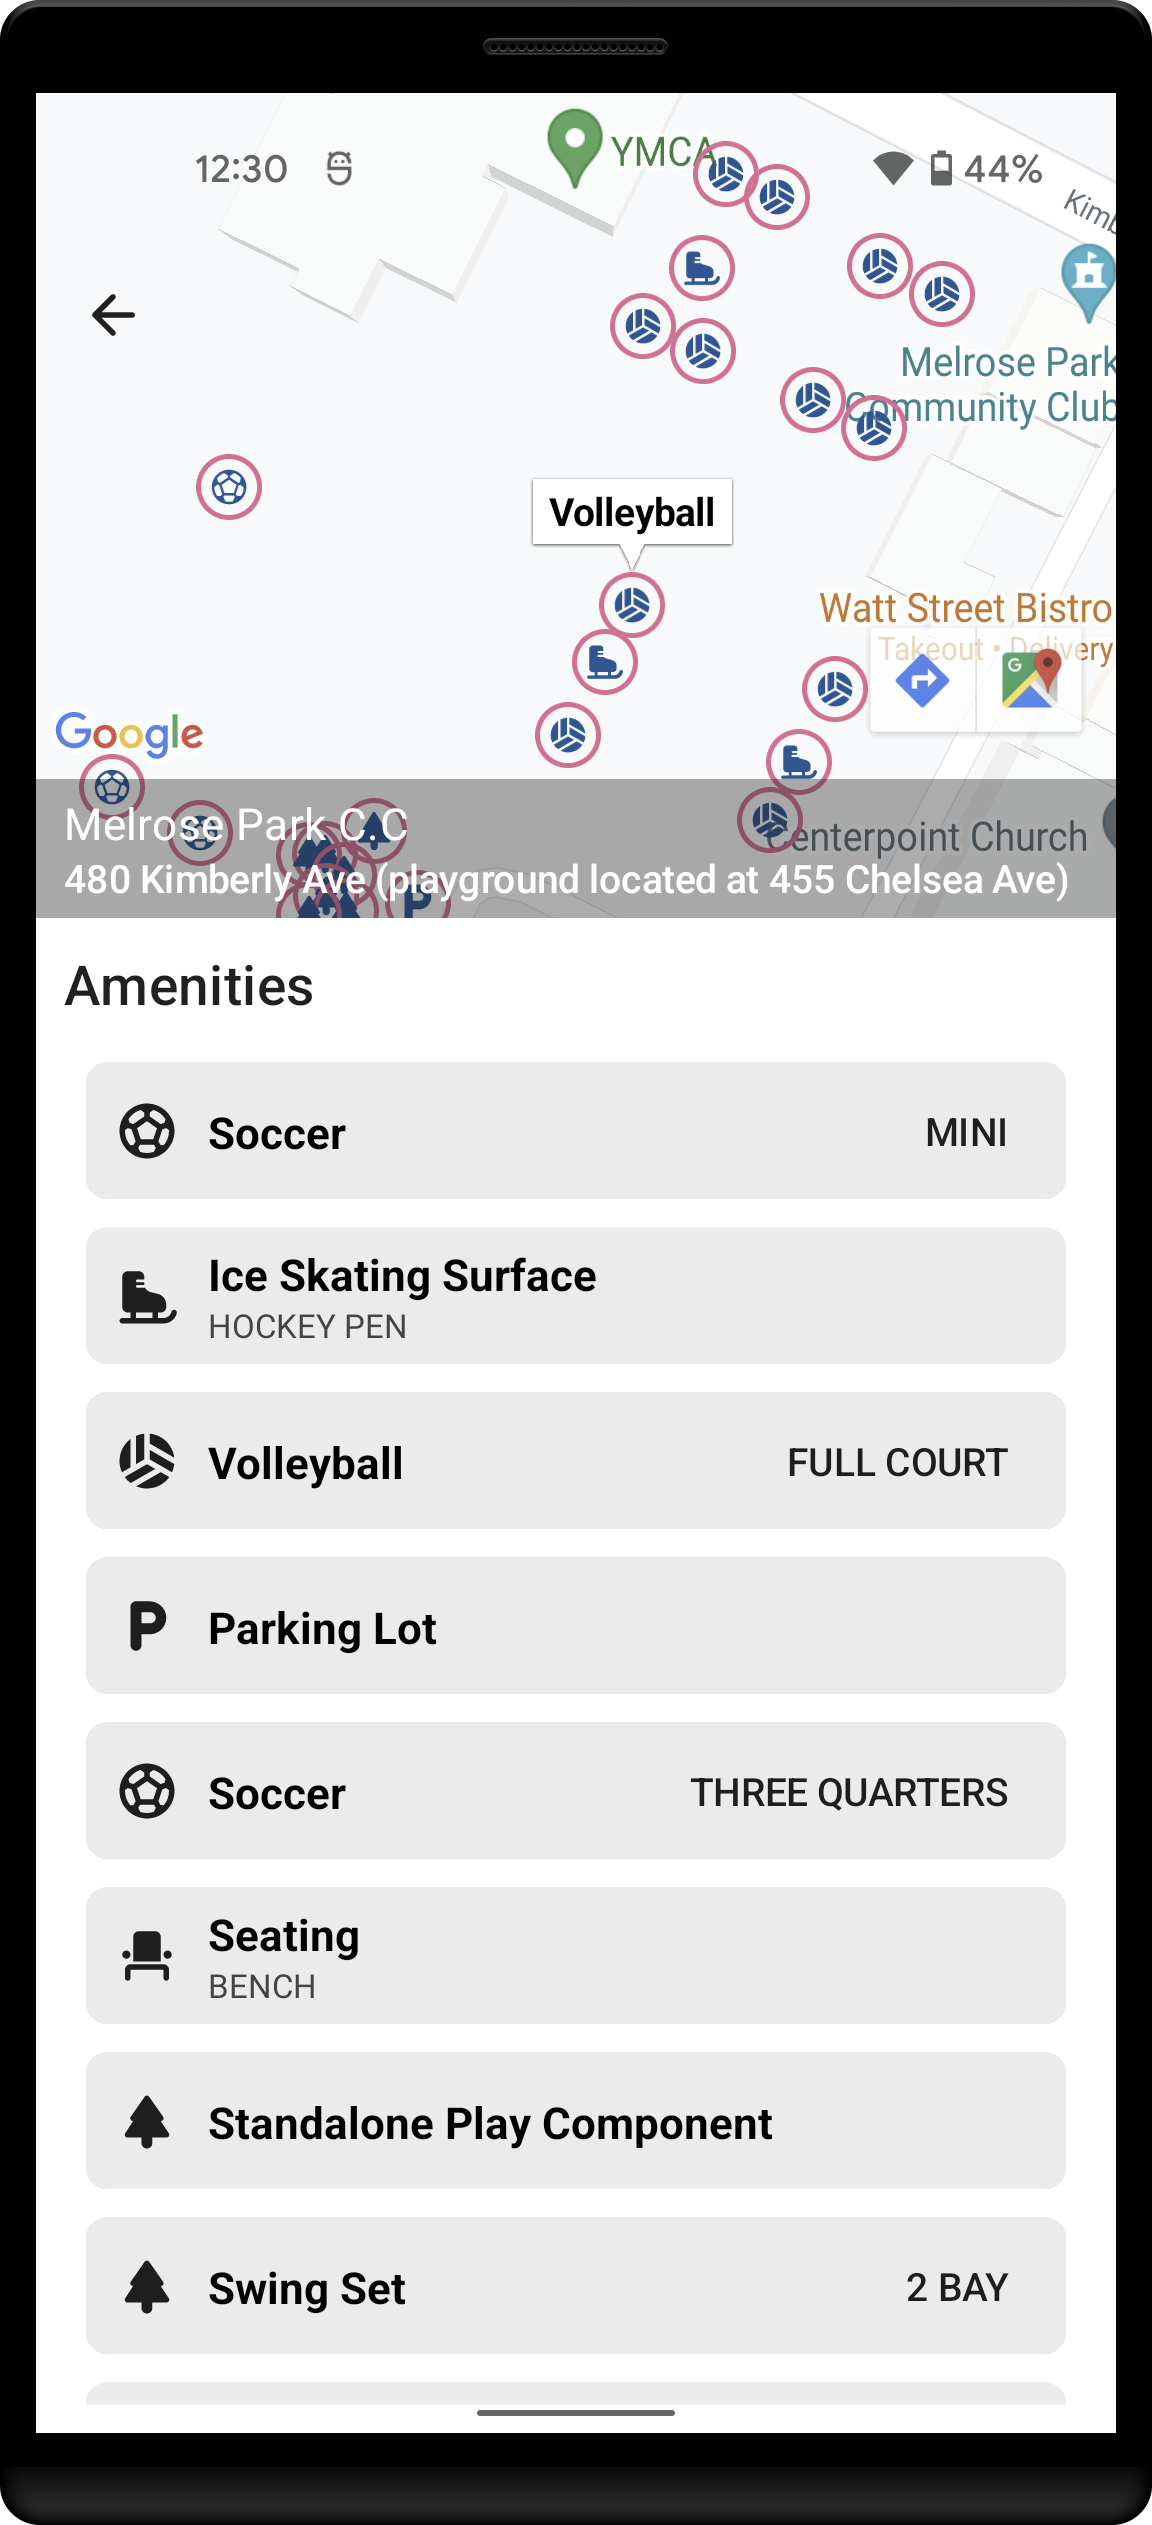 YMCA
12:30
44%
Kimb
Melrose Park
Community Club
Volleyball
Watt Street Bistro
Takeout • Delivery
G
Google
Melrose Park C.C
Centerpoint Church
480 Kimberly Ave (playground located at 455 Chelsea Ave)
P
Amenities
Soccer MINI
Ice Skating Surface
HOCKEY PEN
Volleyball FULL COURT
P Parking Lot
Soccer THREE QUARTERS
Seating
BENCH
Standalone Play Component
Swing Set 2 BAY